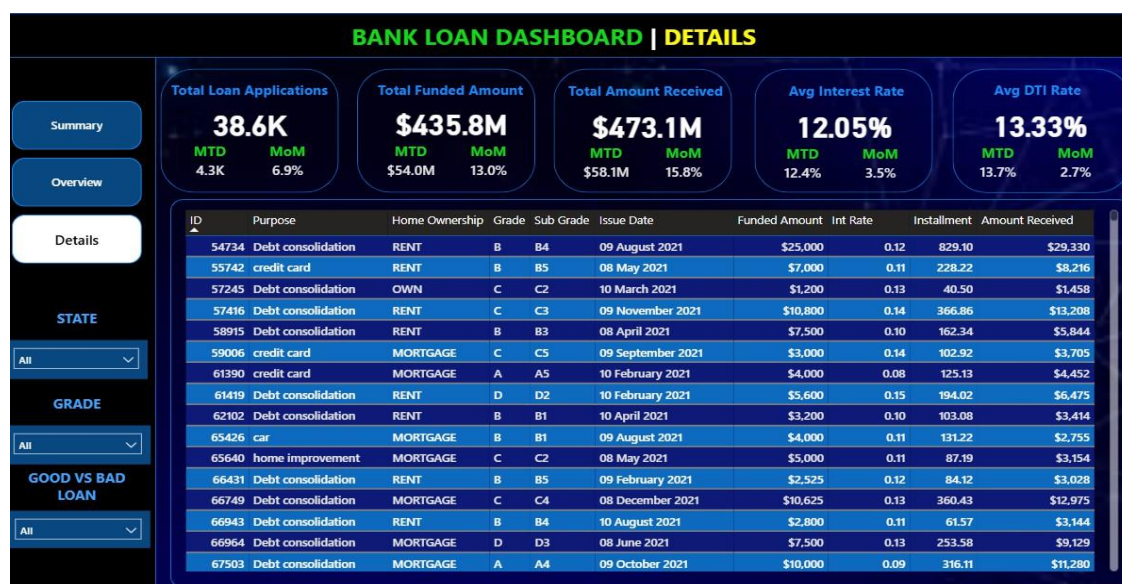 BANK LOAN DASHBOARD | DETAILS
Summary
Overview
Details
STATE
All
GRADE
All
GOOD VS BAD
LOAN
All
Total Loan Applications
38.6K
MTD MoM
4.3K 6.9%
Total Funded Amount
$435.8M
MTD MoM
$54.0M 13.0%
Total Amount Received
$473.1M
MTD MoM
$58.1M 15.8%
Avg Interest Rate
12.05%
MTD MoM
12.4% 3.5%
Avg DTI Rate
13.33%
MTD MoM
13.7% 2.7%
ID Purpose Home Ownership Grade Sub Grade Issue Date Funded Amount Int Rate Installment Amount Received
54734 Debt consolidation RENT B B4 09 August 2021 $25,000 0.12 829.10 $29,330
55742 credit card RENT B B5 08 May 2021 $7,000 0.11 228.22 $8,216
57245 Debt consolidation OWN C C2 10 March 2021 $1,200 0.13 40.50 $1,458
57416 Debt consolidation RENT C C3 09 November 2021 $10,800 0.14 366.86 $13,208
58915 Debt consolidation RENT B B3 08 April 2021 $7,500 0.10 162.34 $5,844
59006 credit card MORTGAGE C C5 09 September 2021 $3,000 0.14 102.92 $3,705
61390 credit card MORTGAGE A A5 10 February 2021 $4,000 0.08 125.13 $4,452
61419 Debt consolidation RENT D D2 10 February 2021 $5,600 0.15 194.02 $6,475
62102 Debt consolidation RENT B B1 10 April 2021 $3,200 0.10 103.08 $3,414
65426 car MORTGAGE B B1 09 August 2021 $4,000 0.11 131.22 $2,755
65640 home improvement MORTGAGE C C2 08 May 2021 $5,000 0.11 87.19 $3,154
66431 Debt consolidation RENT B B5 09 February 2021 $2,525 0.12 84.12 $3,028
66749 Debt consolidation MORTGAGE C C4 08 December 2021 $10,625 0.13 360.43 $12,975
66943 Debt consolidation RENT B B4 10 August 2021 $2,800 0.11 61.57 $3,144
66964 Debt consolidation MORTGAGE D D3 08 June 2021 $7,500 0.13 253.58 $9,129
67503 Debt consolidation MORTGAGE A A4 09 October 2021 $10,000 0.09 316.11 $11,280